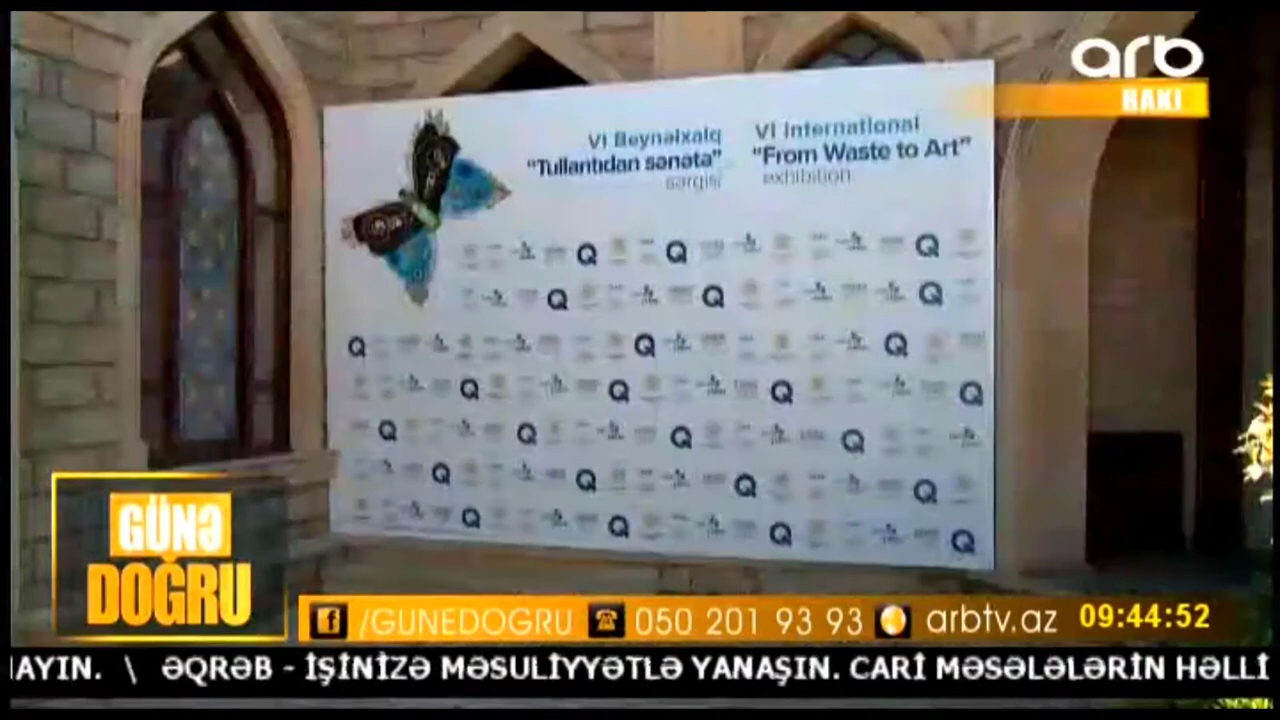 arb
BAKI
VI Beynəlxalq
"Tullantıdan sənətə"
sərgisi
VI International
"From Waste to Art"
exhibition
GÜNƏ
DOĞRU
/GUNEDOGRU 050 201 93 93 arbtv.az 09:44:52
MAYIN. \ ƏQRƏB - İŞİNİZƏ MƏSULİYYƏTLƏ YANAŞIN. CARİ MƏSƏLƏLƏRİN HƏLLİ